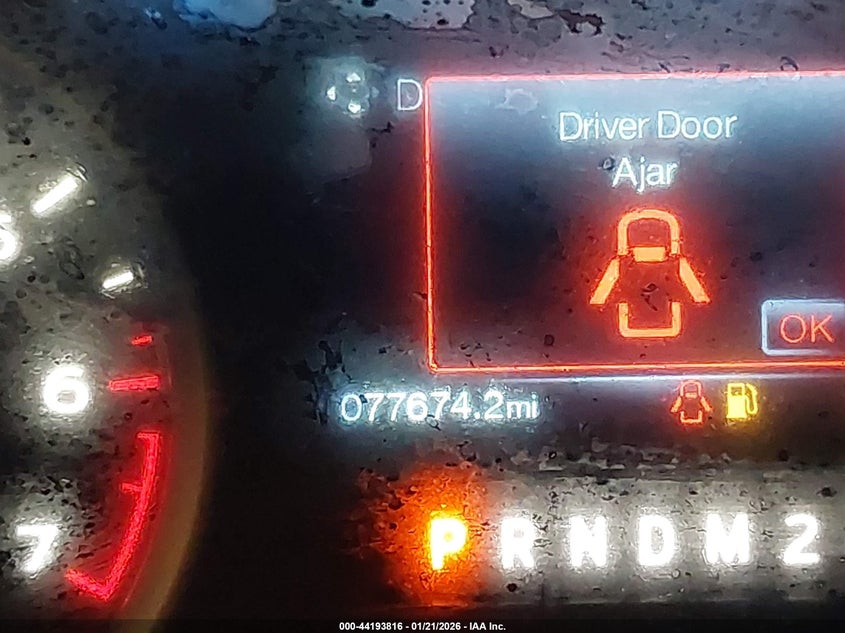 D
Driver Door
Ajar
OK
6
077674.2mi
7
P R N D M 2
000-44193816 - 01/21/2026 - IAA Inc.